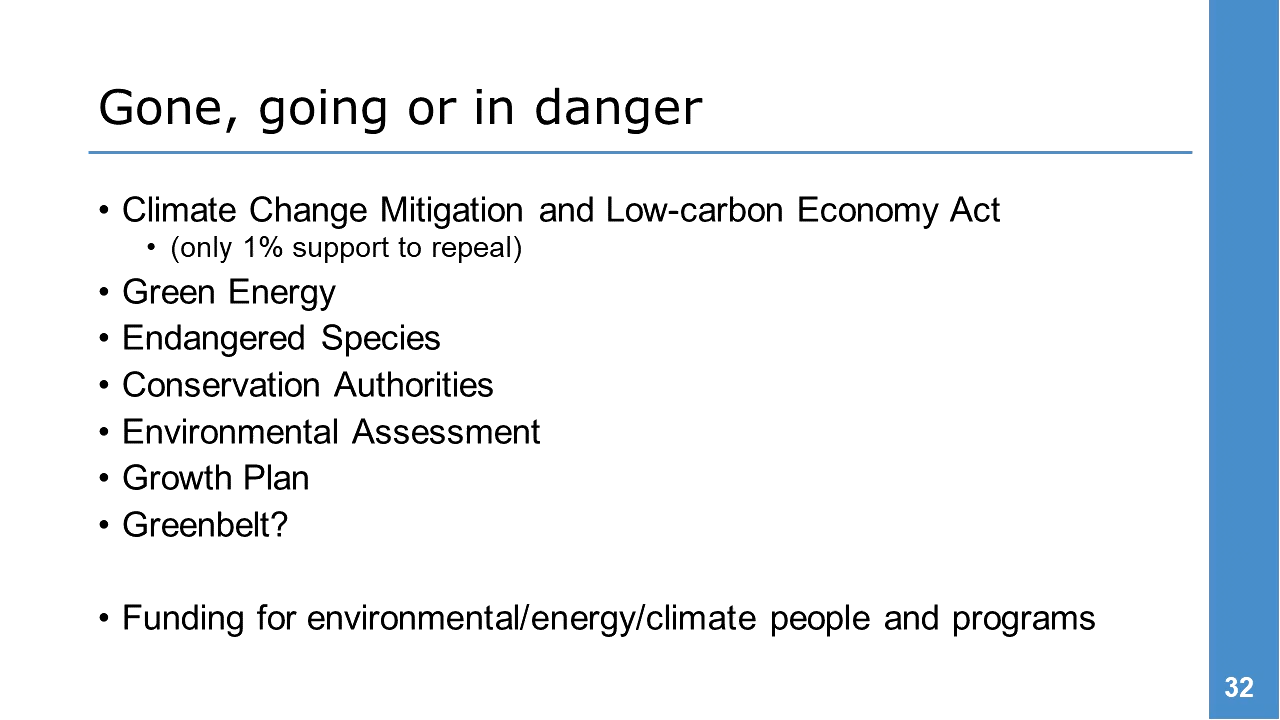 Gone, going or in danger
• Climate Change Mitigation and Low-carbon Economy Act
• (only 1% support to repeal)
• Green Energy
• Endangered Species
• Conservation Authorities
• Environmental Assessment
• Growth Plan
• Greenbelt?
• Funding for environmental/energy/climate people and programs
32